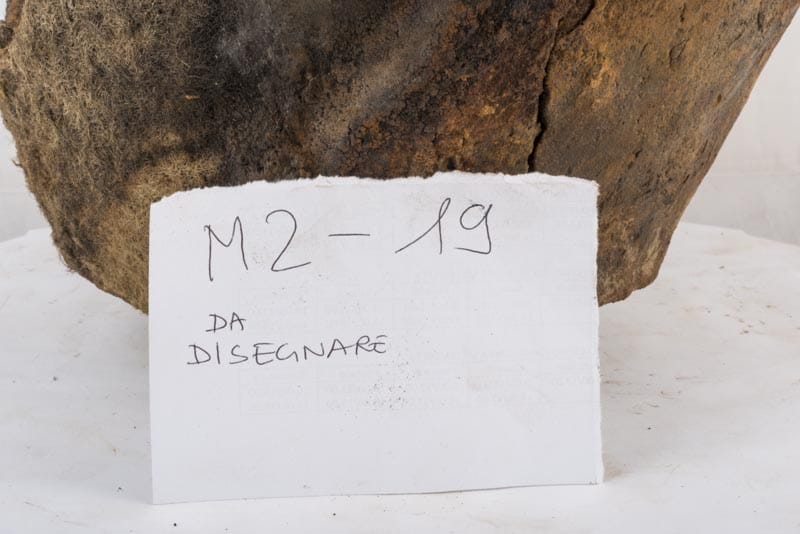 M2 - 19
DA
DISEGNARE